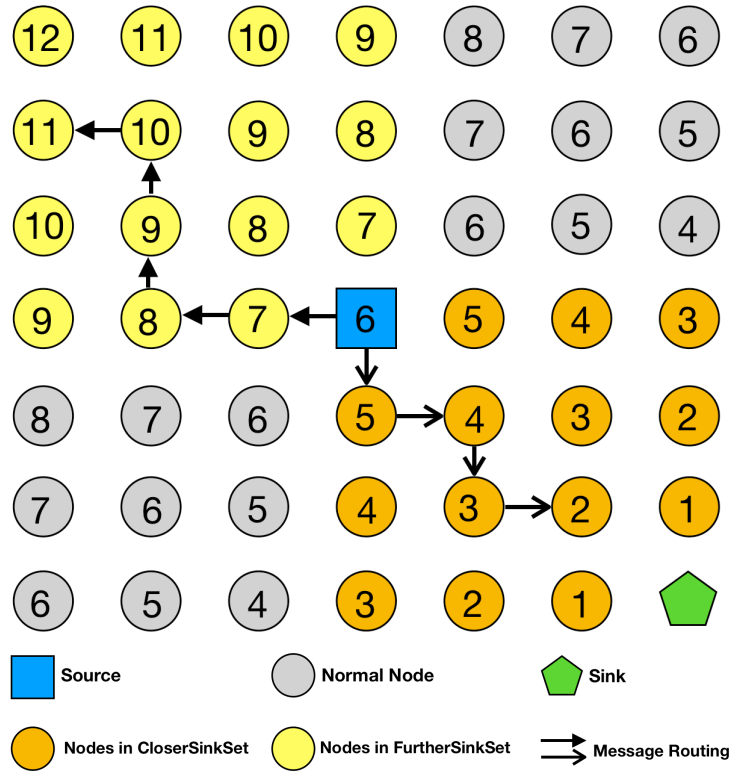 12 11 10 9 8 7 6
11 10 9 8 7 6 5
10 9 8 7 6 5 4
9 8 7 6 5 4 3
8 7 6 5 4 3 2
7 6 5 4 3 2 1
6 5 4 3 2 1
Source Normal Node Sink
Nodes in CloserSinkSet Nodes in FurtherSinkSet Message Routing